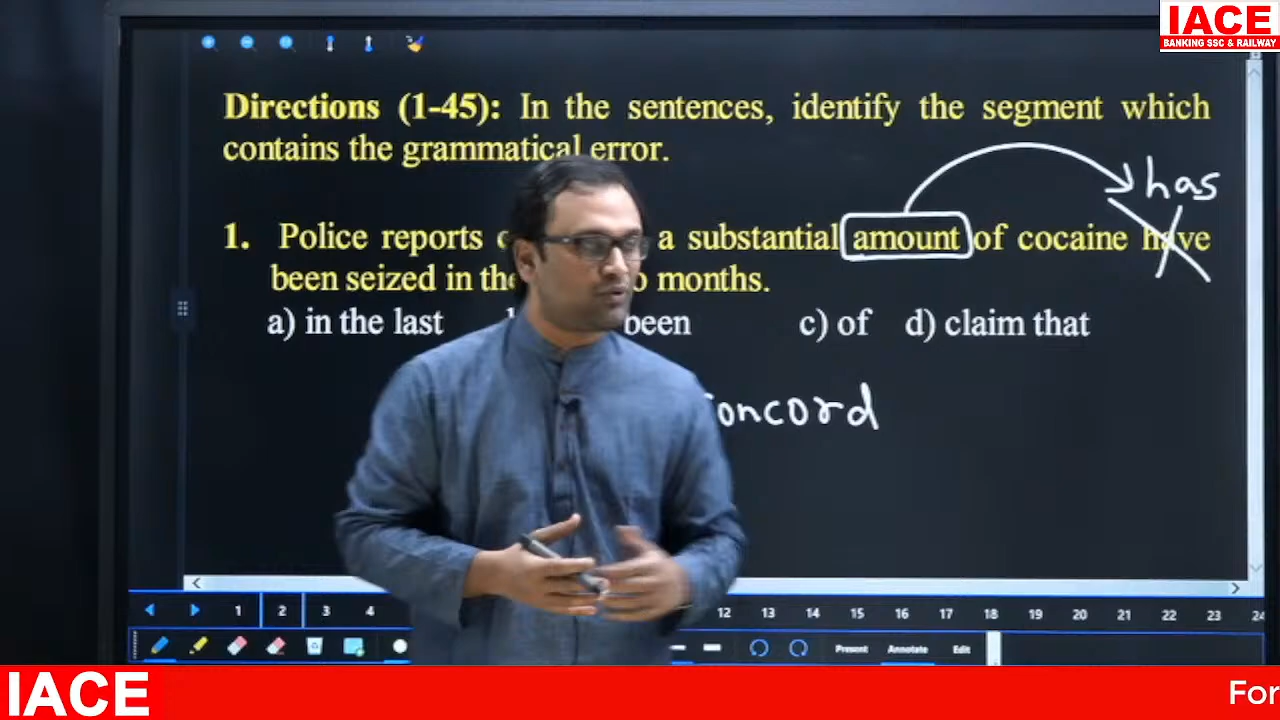 IACE
BANKING SSC & RAILWAY
Directions (1-45): In the sentences, identify the segment which
contains the grammatical error.
has
1. Police reports a substantial amount of cocaine have
been seized in the months.
a) in the last been c) of d) claim that
concord
1 2 3 4 12 13 14 15 16 17 18 19 20 21 22 23 24
Present Annotate Edit
IACE
For